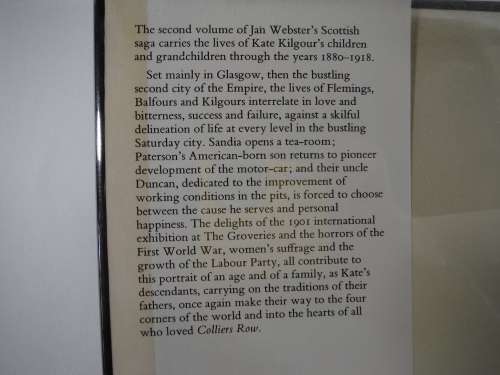 The second volume of Jan Webster's Scottish
saga carries the lives of Kate Kilgour's children
and grandchildren through the years 1880–1918.
Set mainly in Glasgow, then the bustling
second city of the Empire, the lives of Flemings,
Balfours and Kilgours interrelate in love and
bitterness, success and failure, against a skilful
delineation of life at every level in the bustling
Saturday city. Sandia opens a tea-room;
Paterson's American-born son returns to pioneer
development of the motor-car; and their uncle
Duncan, dedicated to the improvement of
working conditions in the pits, is forced to choose
between the cause he serves and personal
happiness. The delights of the 1901 international
exhibition at The Groveries and the horrors of the
First World War, women's suffrage and the
growth of the Labour Party, all contribute to
this portrait of an age and of a family, as Kate's
descendants, carrying on the traditions of their
fathers, once again make their way to the four
corners of the world and into the hearts of all
who loved Colliers Row.